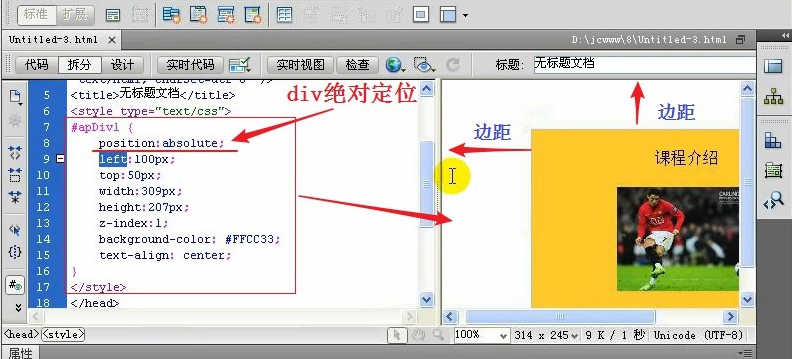 标准 扩展
Untitled-3.html × D:\jcwww\8\Untitled-3.html
代码 拆分 设计 实时代码 实时视图 检查 标题: 无标题文档
5 <title>无标题文档</title>
6 <style type="text/css">
7 #apDiv1 {
8 position:absolute;
9 left:100px;
10 top:50px;
11 width:309px;
12 height:207px;
13 z-index:1;
14 background-color: #FFCC33;
15 text-align: center;
16 }
17 </style>
18 </head>
div绝对定位
边距
边距
课程介绍
<head> <style> 100% 314 x 245 9 K / 1 秒 Unicode (UTF-8)
属性